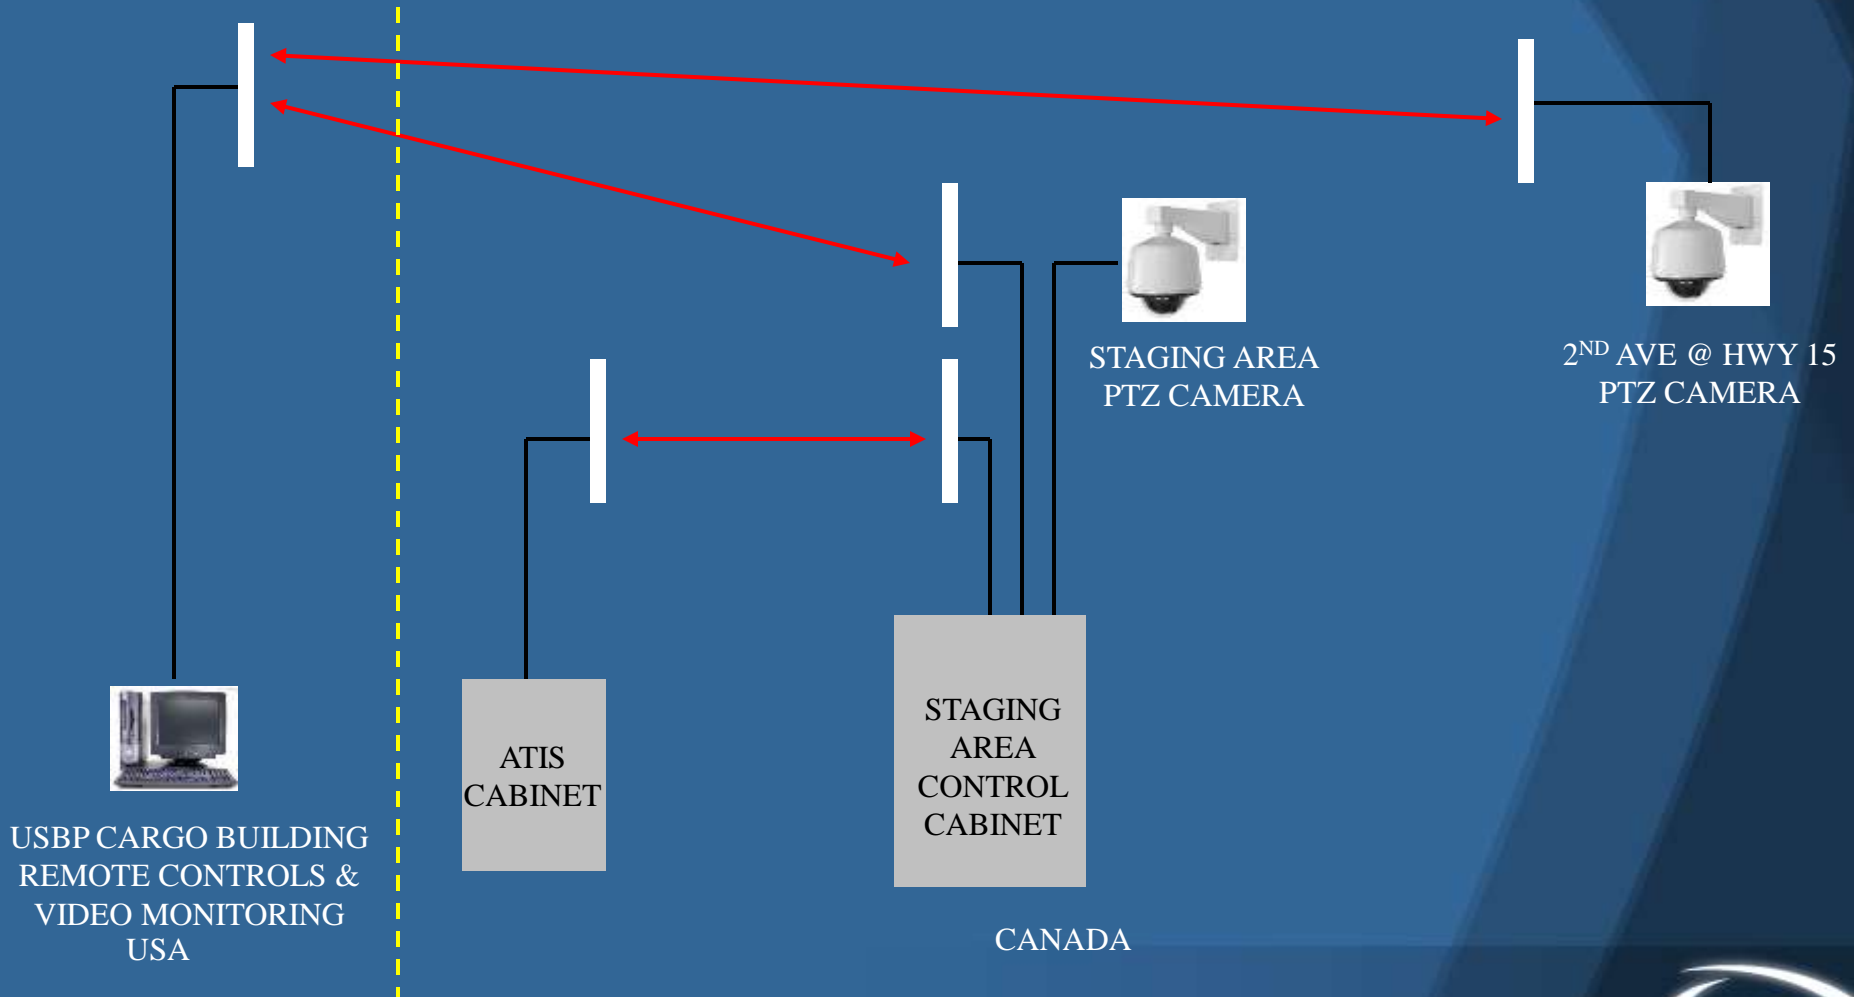 STAGING AREA
PTZ CAMERA
2ND AVE @ HWY 15
PTZ CAMERA
ATIS
CABINET
STAGING
AREA
CONTROL
CABINET
USBP CARGO BUILDING
REMOTE CONTROLS &
VIDEO MONITORING
USA
CANADA